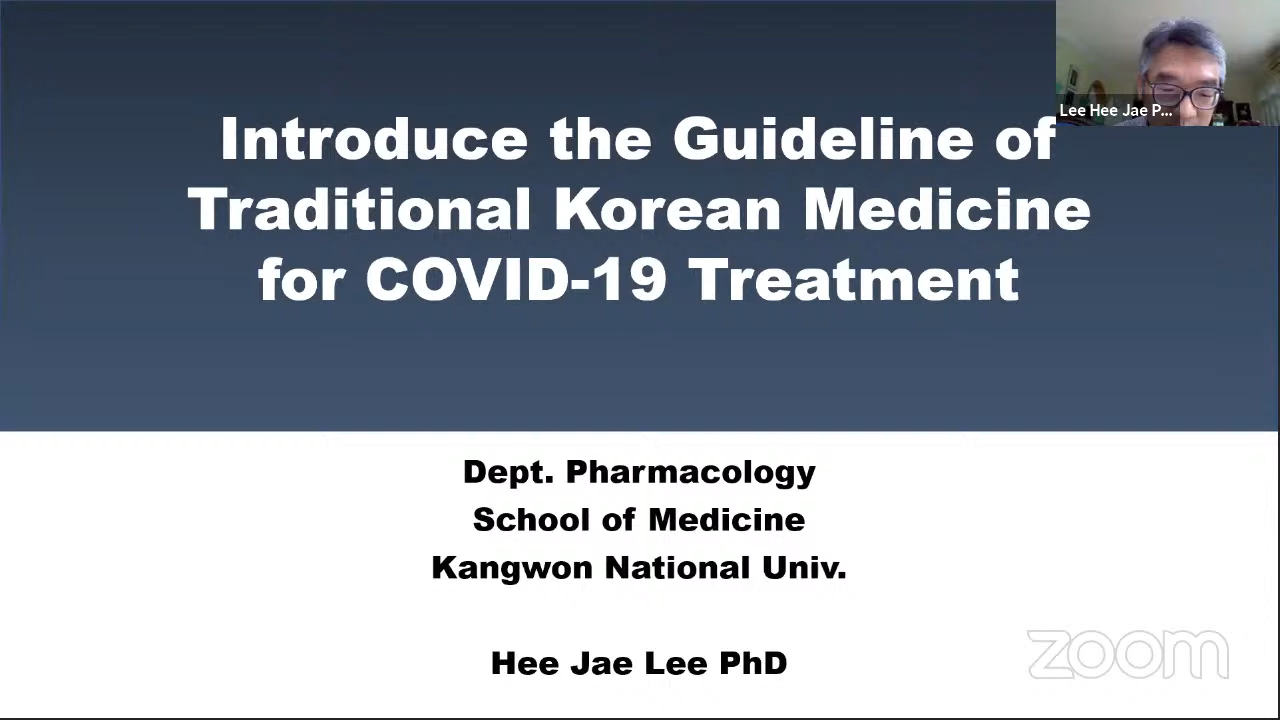 Introduce the Guideline of
Traditional Korean Medicine
for COVID-19 Treatment
Lee Hee Jae P...
Dept. Pharmacology
School of Medicine
Kangwon National Univ.
Hee Jae Lee PhD
zoom